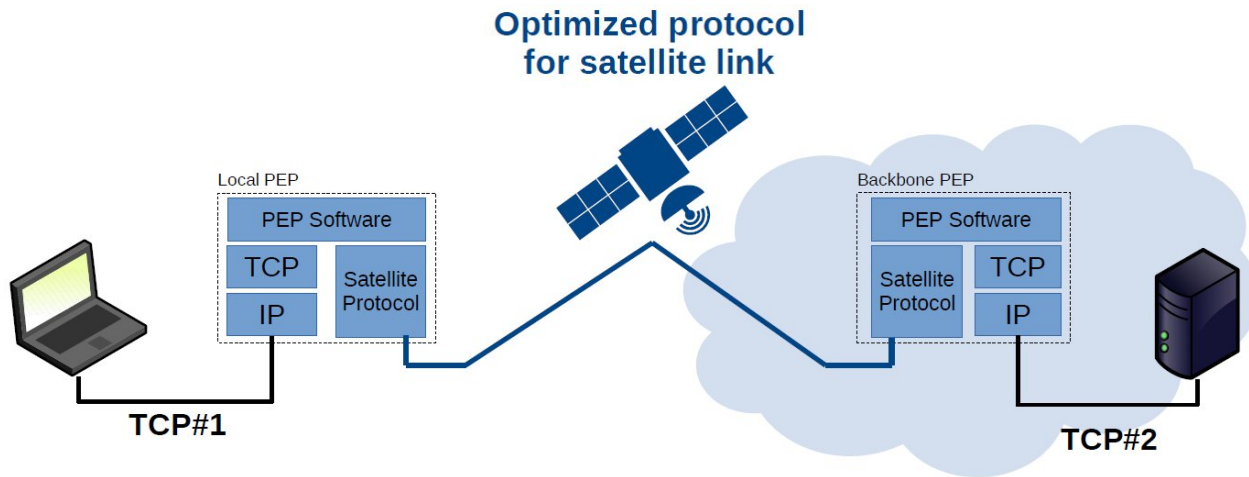 Optimized protocol
for satellite link
Local PEP
PEP Software
TCP
IP
Satellite
Protocol
Backbone PEP
PEP Software
Satellite
Protocol
TCP
IP
TCP#1
TCP#2